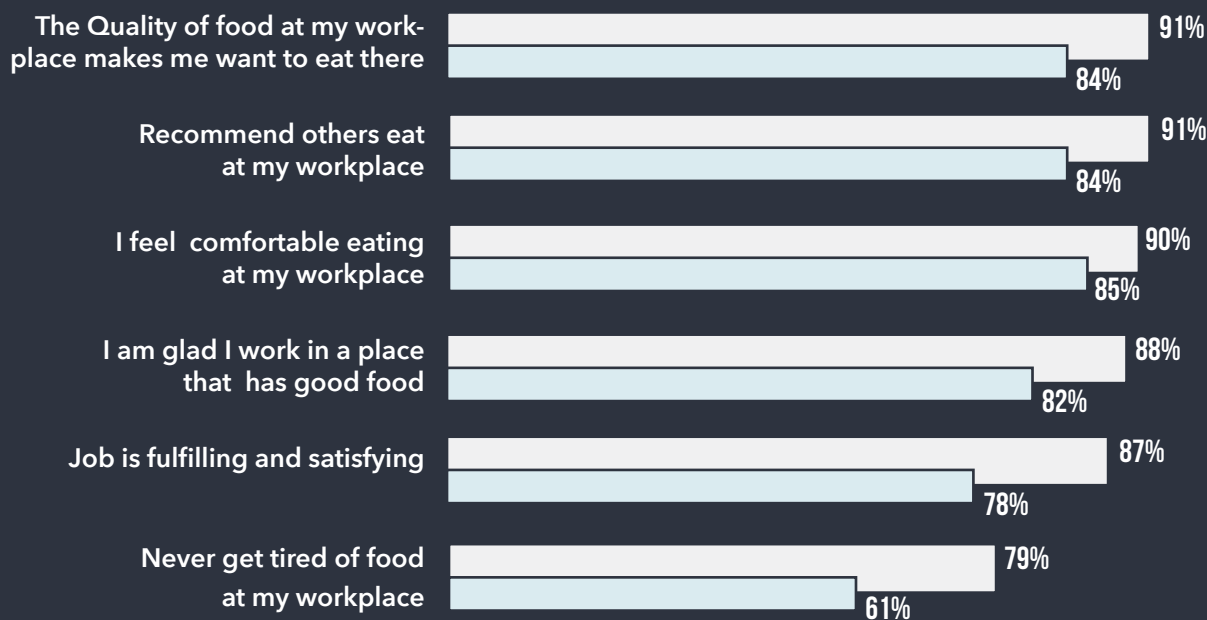 The Quality of food at my work-
place makes me want to eat there
91%
84%
Recommend others eat
at my workplace
91%
84%
I feel comfortable eating
at my workplace
90%
85%
I am glad I work in a place
that has good food
88%
82%
Job is fulfilling and satisfying
87%
78%
Never get tired of food
at my workplace
79%
61%